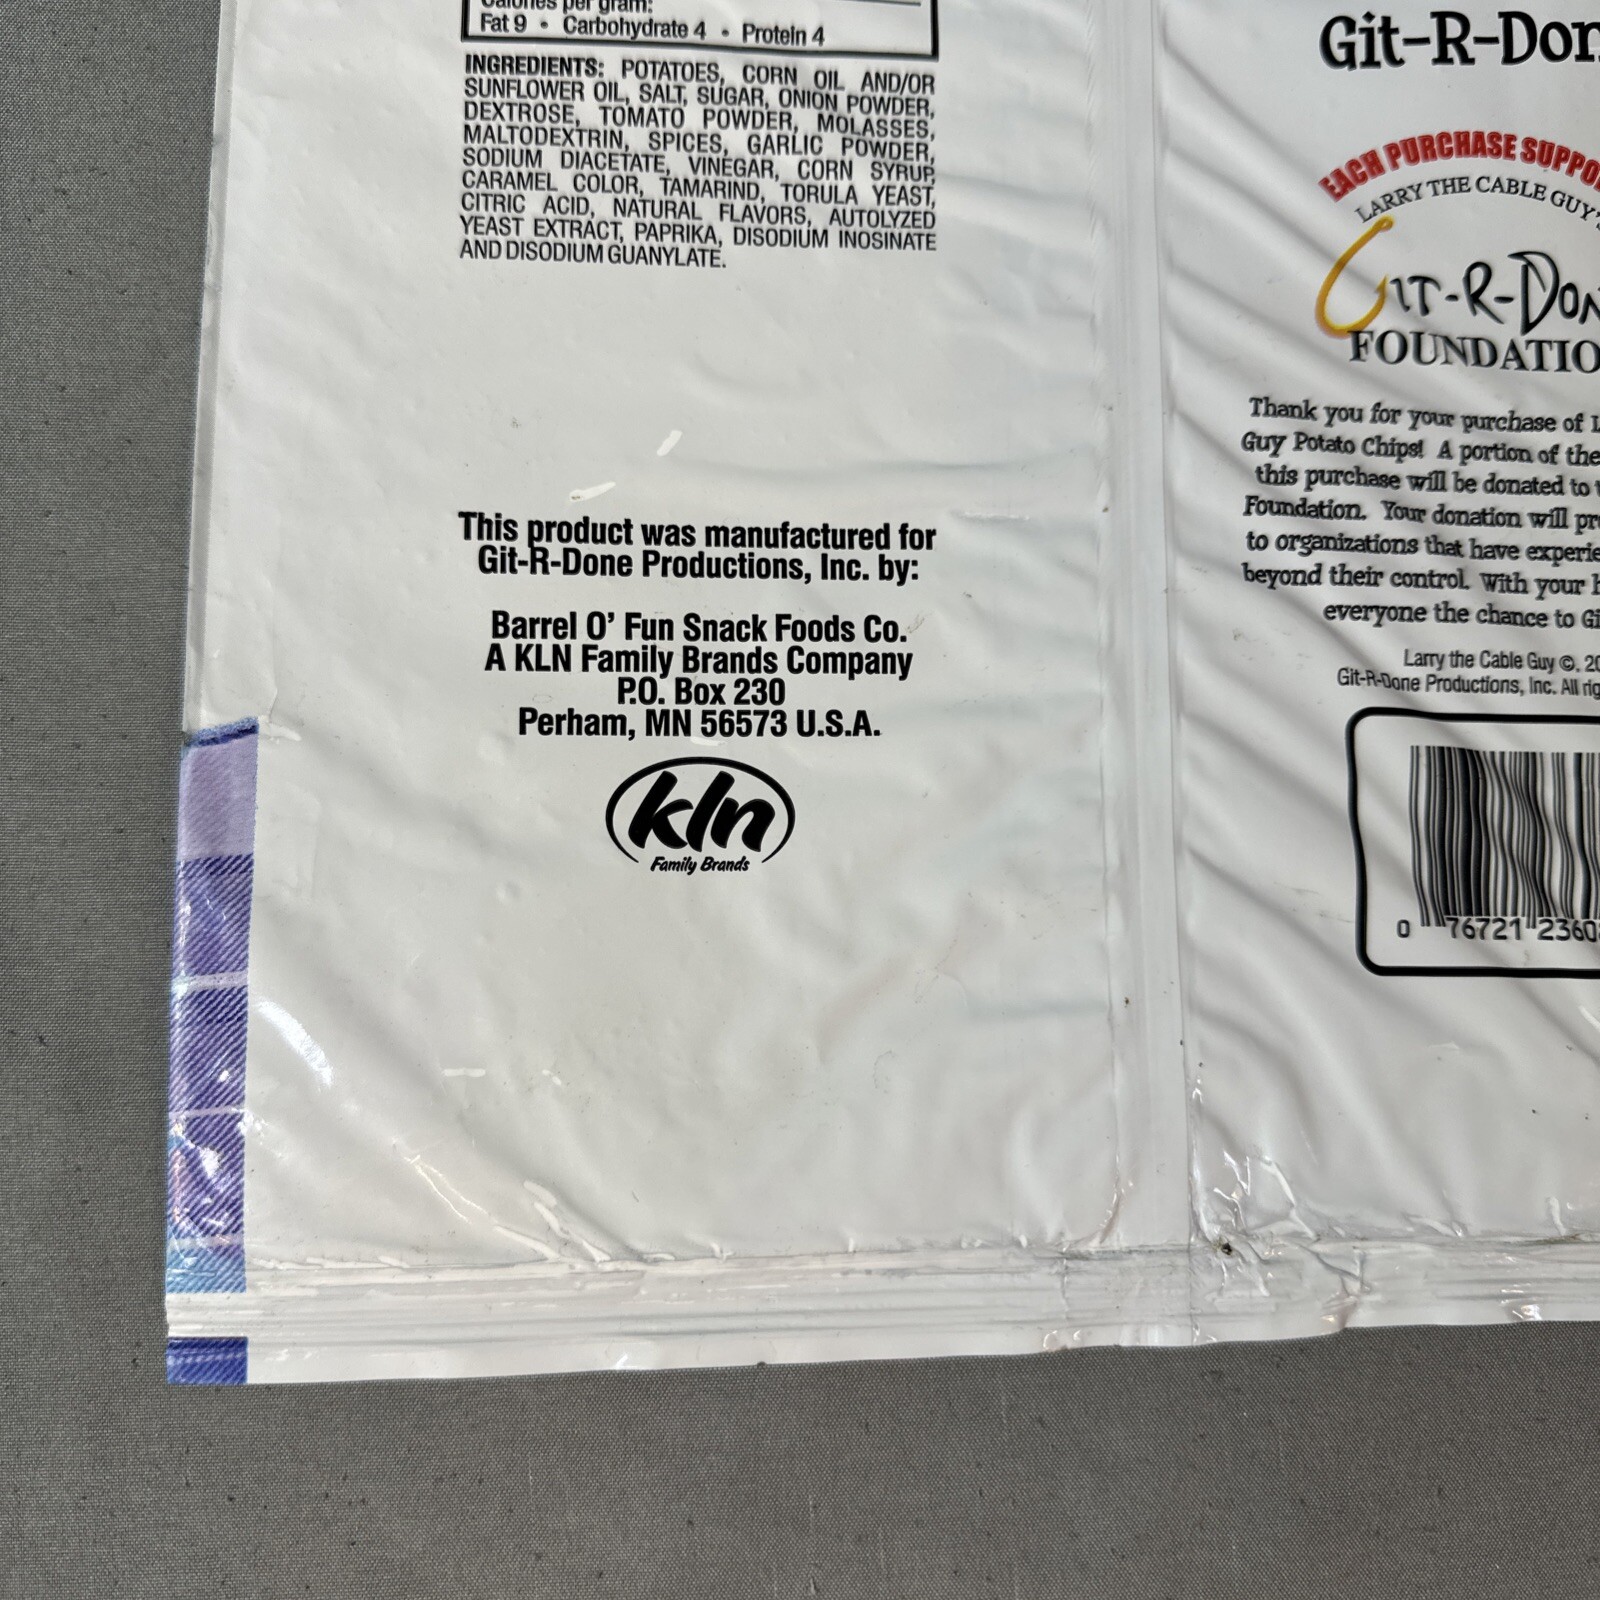 Calories per gram:
Fat 9 • Carbohydrate 4 • Protein 4
INGREDIENTS: POTATOES, CORN OIL AND/OR
SUNFLOWER OIL, SALT, SUGAR, ONION POWDER,
DEXTROSE, TOMATO POWDER, MOLASSES,
MALTODEXTRIN, SPICES, GARLIC POWDER,
SODIUM DIACETATE, VINEGAR, CORN SYRUP,
CARAMEL COLOR, TAMARIND, TORULA YEAST,
CITRIC ACID, NATURAL FLAVORS, AUTOLYZED
YEAST EXTRACT, PAPRIKA, DISODIUM INOSINATE
AND DISODIUM GUANYLATE.
This product was manufactured for
Git-R-Done Productions, Inc. by:
Barrel O' Fun Snack Foods Co.
A KLN Family Brands Company
P.O. Box 230
Perham, MN 56573 U.S.A.
kln
Family Brands
Git-R-Don
EACH PURCHASE SUPPO
LARRY THE CABLE GUY'
GIT-R-DON
FOUNDATIO
Thank you for your purchase of L
Guy Potato Chips! A portion of the
this purchase will be donated to
Foundation. Your donation will pr
to organizations that have experie
beyond their control. With your
everyone the chance to Gi
Larry the Cable Guy ©, 20
Git-R-Done Productions, Inc. All rig
0 76721 2360